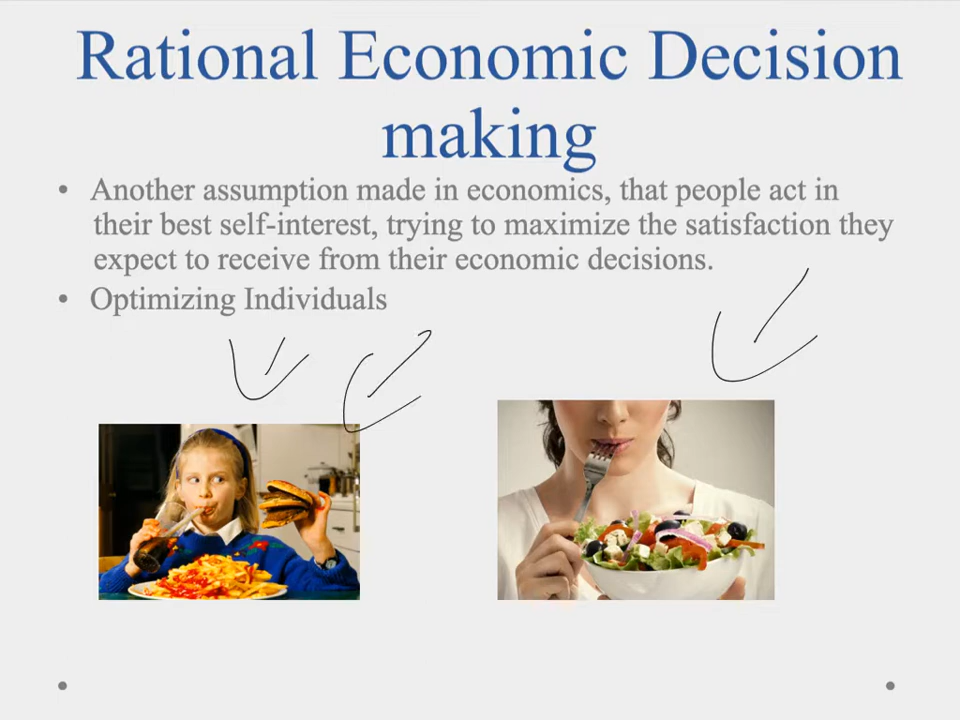 Rational Economic Decision
making
• Another assumption made in economics, that people act in
their best self-interest, trying to maximize the satisfaction they
expect to receive from their economic decisions.
• Optimizing Individuals